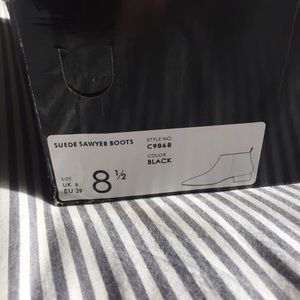 SUEDE SAWYER BOOTS
STYLE NO:
C9868
COLOR
BLACK
SIZE
UK 6
EU 39
8 1/2